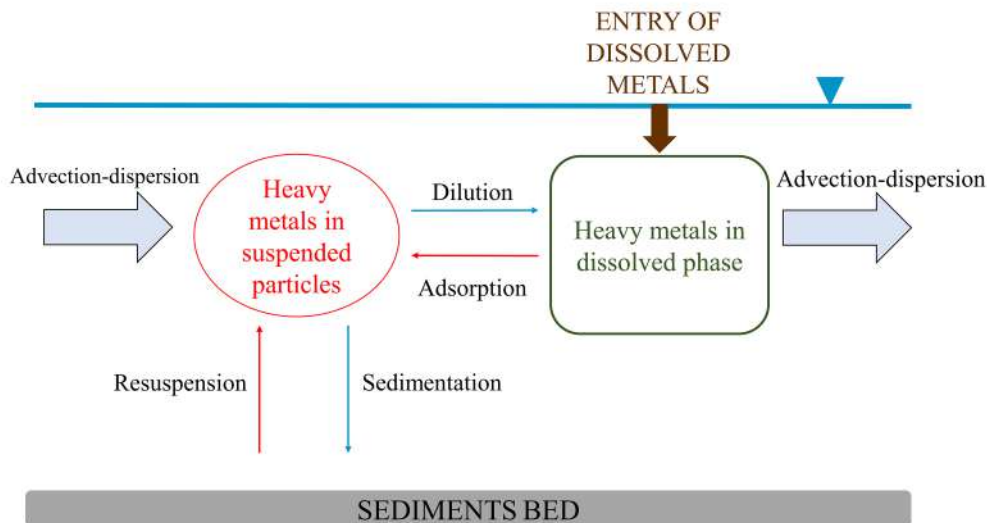 ENTRY OF
DISSOLVED
METALS
Advection-dispersion
Heavy
metals in
suspended
particles
Dilution
Adsorption
Heavy metals in
dissolved phase
Advection-dispersion
Resuspension
Sedimentation
SEDIMENTS BED